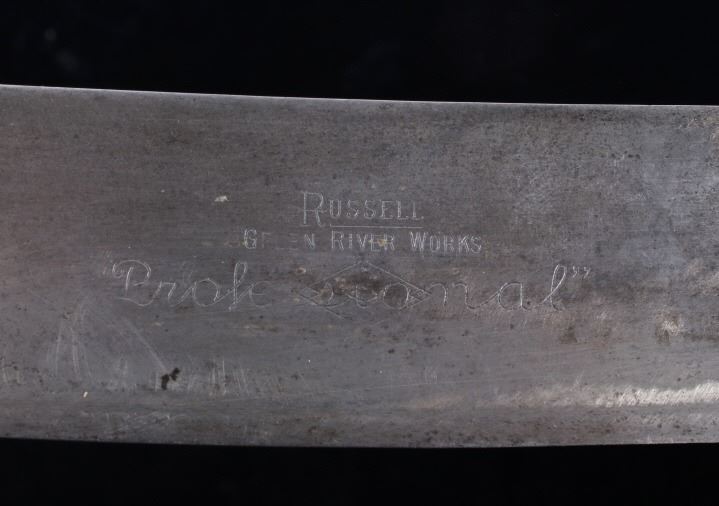 RUSSELL
GREEN RIVER WORKS
"Professional"